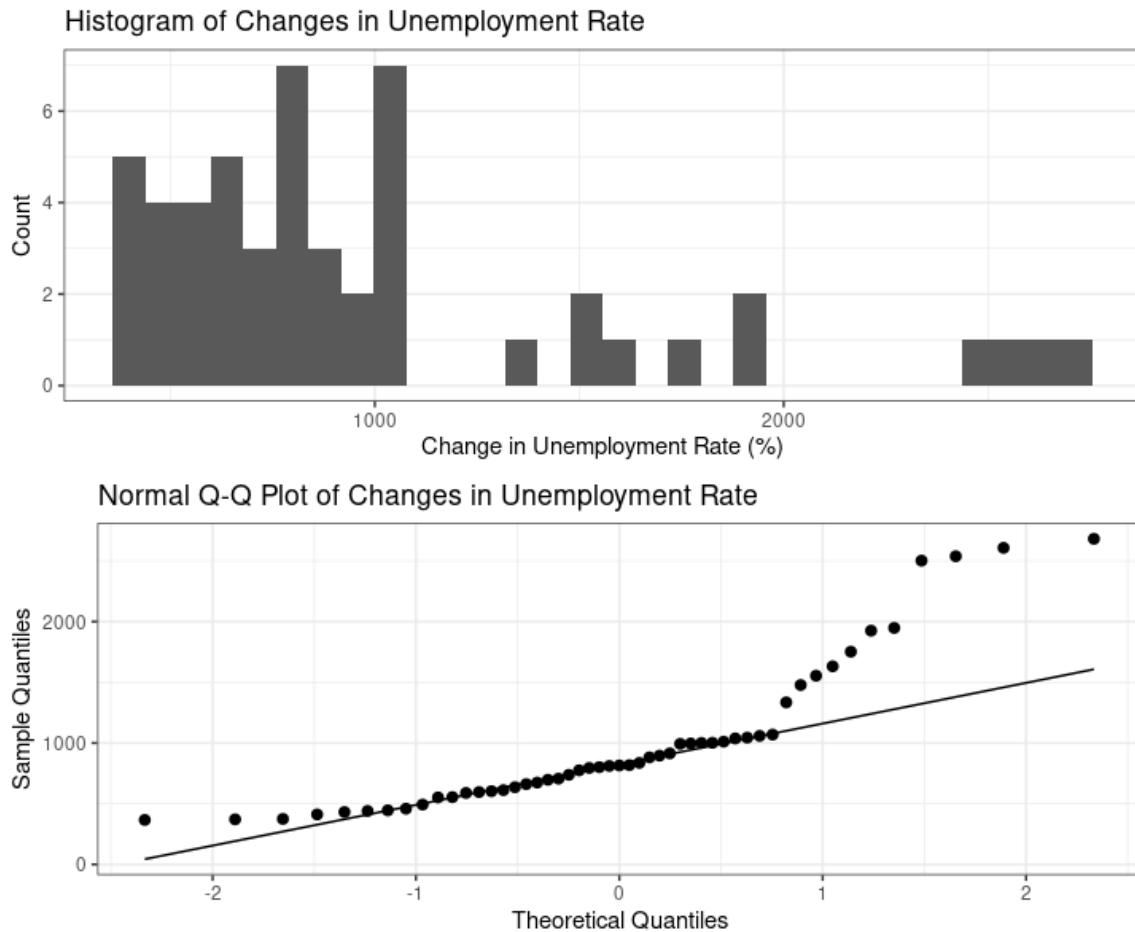 Histogram of Changes in Unemployment Rate
6
4
2
0
Count
1000 2000
Change in Unemployment Rate (%)
Normal Q-Q Plot of Changes in Unemployment Rate
2000
1000
0
Sample Quantiles
-2 -1 0 1 2
Theoretical Quantiles